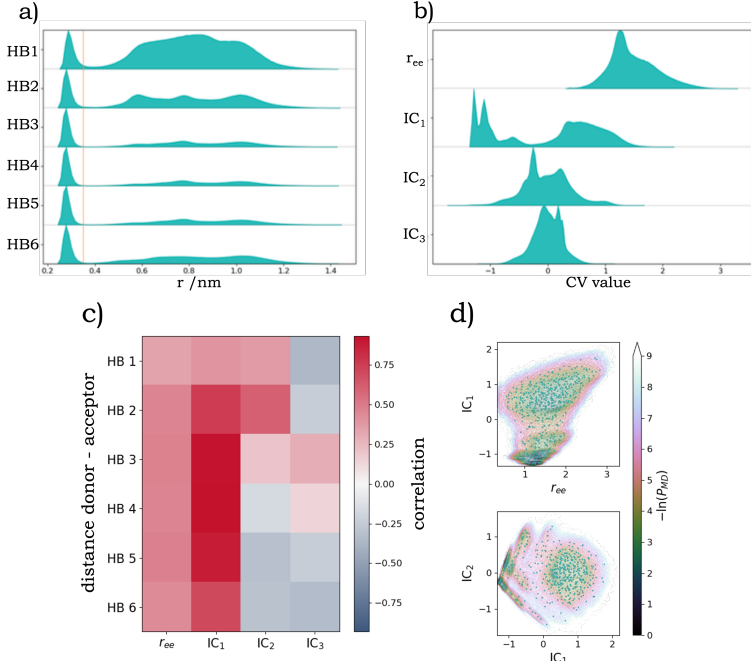 a)
HB1
HB2
HB3
HB4
HB5
HB6
0.2 0.4 0.6 0.8 1.0 1.2 1.4
r /nm
b)
r_ee
IC_1
IC_2
IC_3
−1 0 1 2 3
CV value
c)
distance donor - acceptor
HB 1
HB 2
HB 3
HB 4
HB 5
HB 6
r_ee IC_1 IC_2 IC_3
0.75
0.50
0.25
0.00
−0.25
−0.50
−0.75
correlation
d)
IC_1
2
1
0
−1
1 2 3
r_ee
IC_2
1
0
−1
−1 0 1 2
IC_1
9
8
7
6
5
4
3
2
1
0
−ln(P_MD)